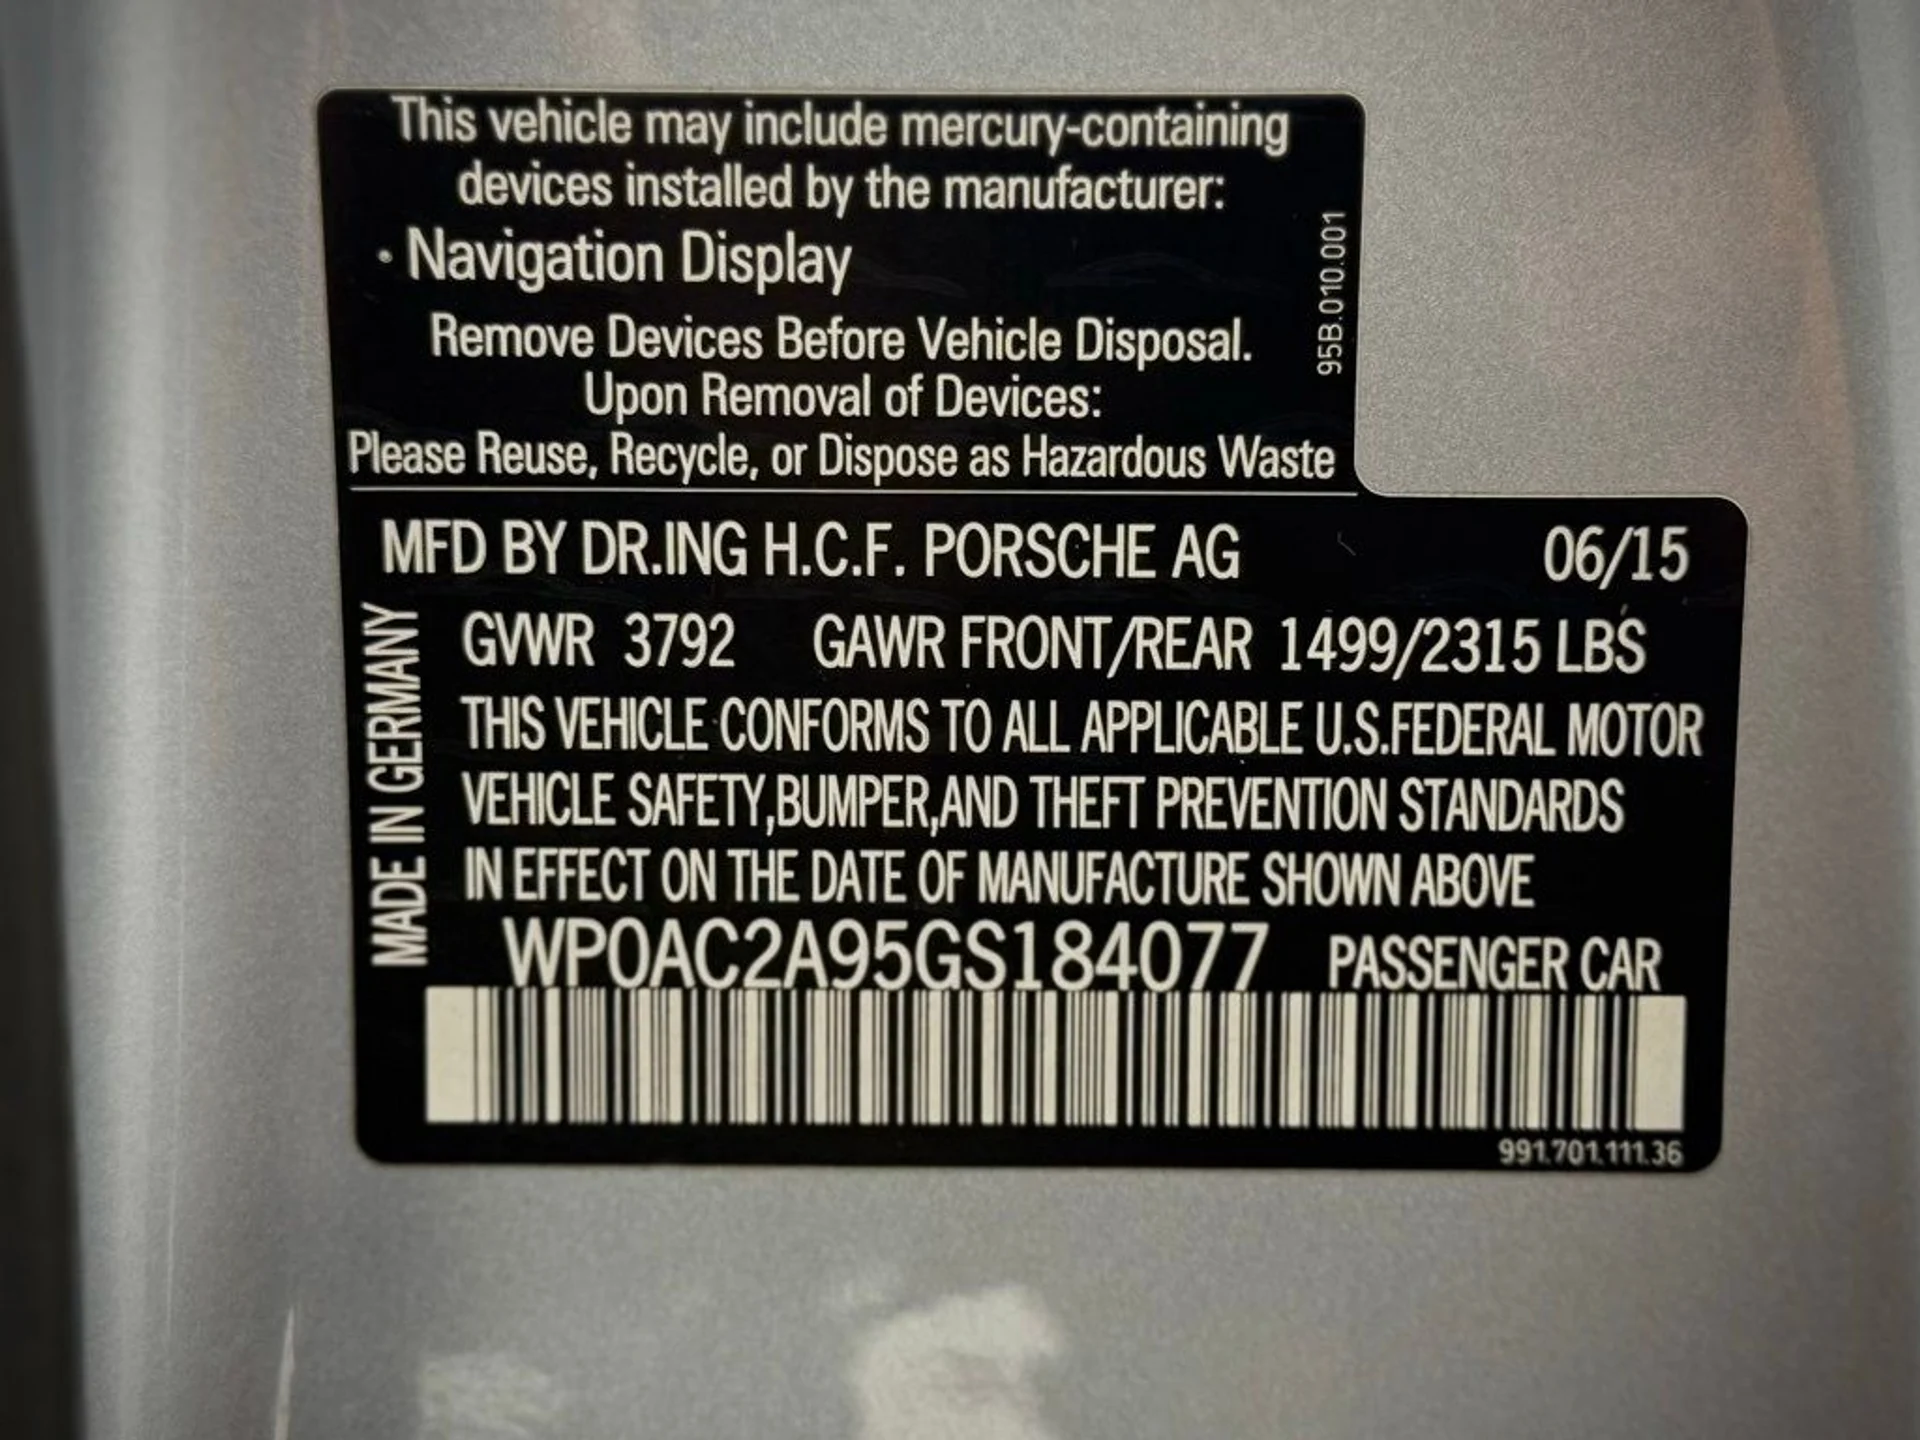 This vehicle may include mercury-containing
devices installed by the manufacturer:
· Navigation Display
Remove Devices Before Vehicle Disposal.
Upon Removal of Devices:
Please Reuse, Recycle, or Dispose as Hazardous Waste
95B.010.001
MFD BY DR.ING H.C.F. PORSCHE AG 06/15
GVWR 3792 GAWR FRONT/REAR 1499/2315 LBS
THIS VEHICLE CONFORMS TO ALL APPLICABLE U.S.FEDERAL MOTOR
VEHICLE SAFETY,BUMPER,AND THEFT PREVENTION STANDARDS
IN EFFECT ON THE DATE OF MANUFACTURE SHOWN ABOVE
MADE IN GERMANY
WP0AC2A95GS184077 PASSENGER CAR
991.701.111.36